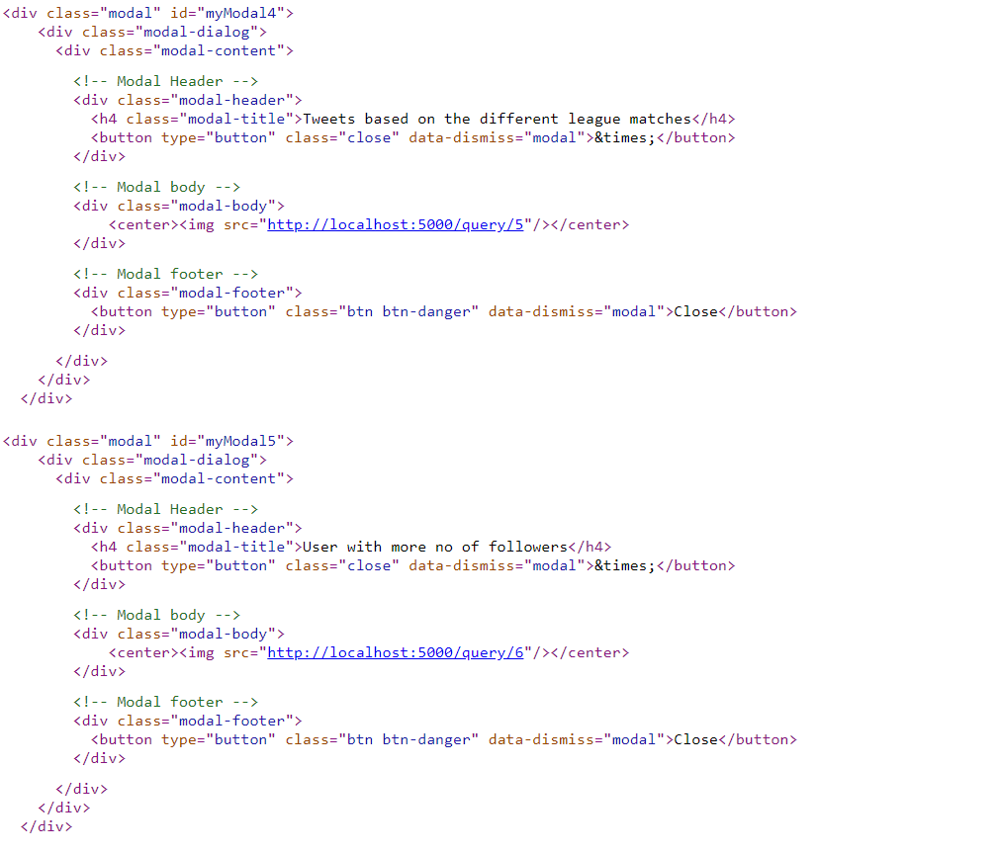 <div class="modal" id="myModal4">
    <div class="modal-dialog">
      <div class="modal-content">

        <!-- Modal Header -->
        <div class="modal-header">
          <h4 class="modal-title">Tweets based on the different league matches</h4>
          <button type="button" class="close" data-dismiss="modal">&times;</button>
        </div>

        <!-- Modal body -->
        <div class="modal-body">
            <center><img src="http://localhost:5000/query/5"/></center>
        </div>

        <!-- Modal footer -->
        <div class="modal-footer">
          <button type="button" class="btn btn-danger" data-dismiss="modal">Close</button>
        </div>

      </div>
    </div>
  </div>

<div class="modal" id="myModal5">
    <div class="modal-dialog">
      <div class="modal-content">

        <!-- Modal Header -->
        <div class="modal-header">
          <h4 class="modal-title">User with more no of followers</h4>
          <button type="button" class="close" data-dismiss="modal">&times;</button>
        </div>

        <!-- Modal body -->
        <div class="modal-body">
            <center><img src="http://localhost:5000/query/6"/></center>
        </div>

        <!-- Modal footer -->
        <div class="modal-footer">
          <button type="button" class="btn btn-danger" data-dismiss="modal">Close</button>
        </div>

      </div>
    </div>
  </div>